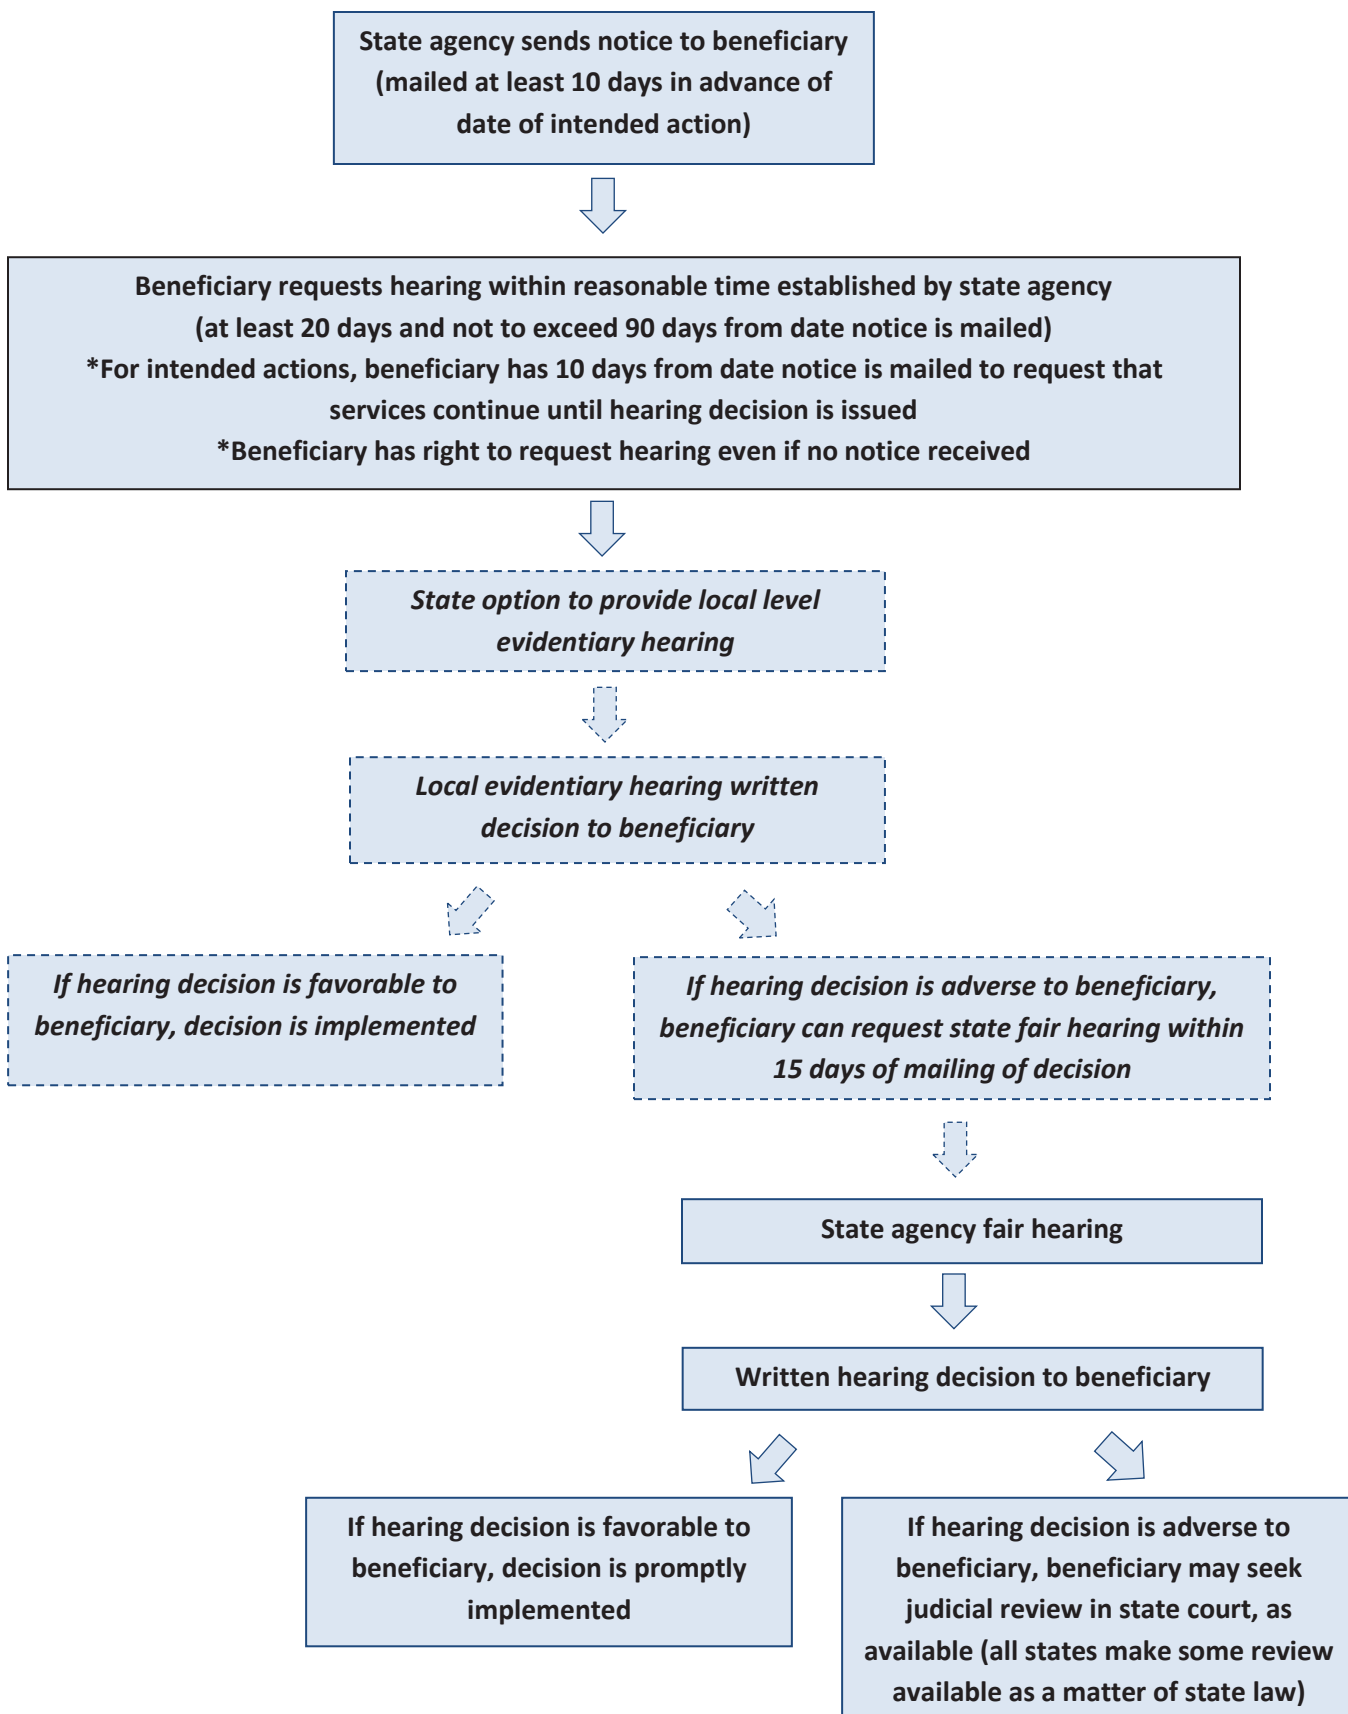 State agency sends notice to beneficiary
(mailed at least 10 days in advance of
date of intended action)
Beneficiary requests hearing within reasonable time established by state agency
(at least 20 days and not to exceed 90 days from date notice is mailed)
*For intended actions, beneficiary has 10 days from date notice is mailed to request that
services continue until hearing decision is issued
*Beneficiary has right to request hearing even if no notice received
State option to provide local level
evidentiary hearing
Local evidentiary hearing written
decision to beneficiary
If hearing decision is favorable to
beneficiary, decision is implemented
If hearing decision is adverse to beneficiary,
beneficiary can request state fair hearing within
15 days of mailing of decision
State agency fair hearing
Written hearing decision to beneficiary
If hearing decision is favorable to
beneficiary, decision is promptly
implemented
If hearing decision is adverse to
beneficiary, beneficiary may seek
judicial review in state court, as
available (all states make some review
available as a matter of state law)